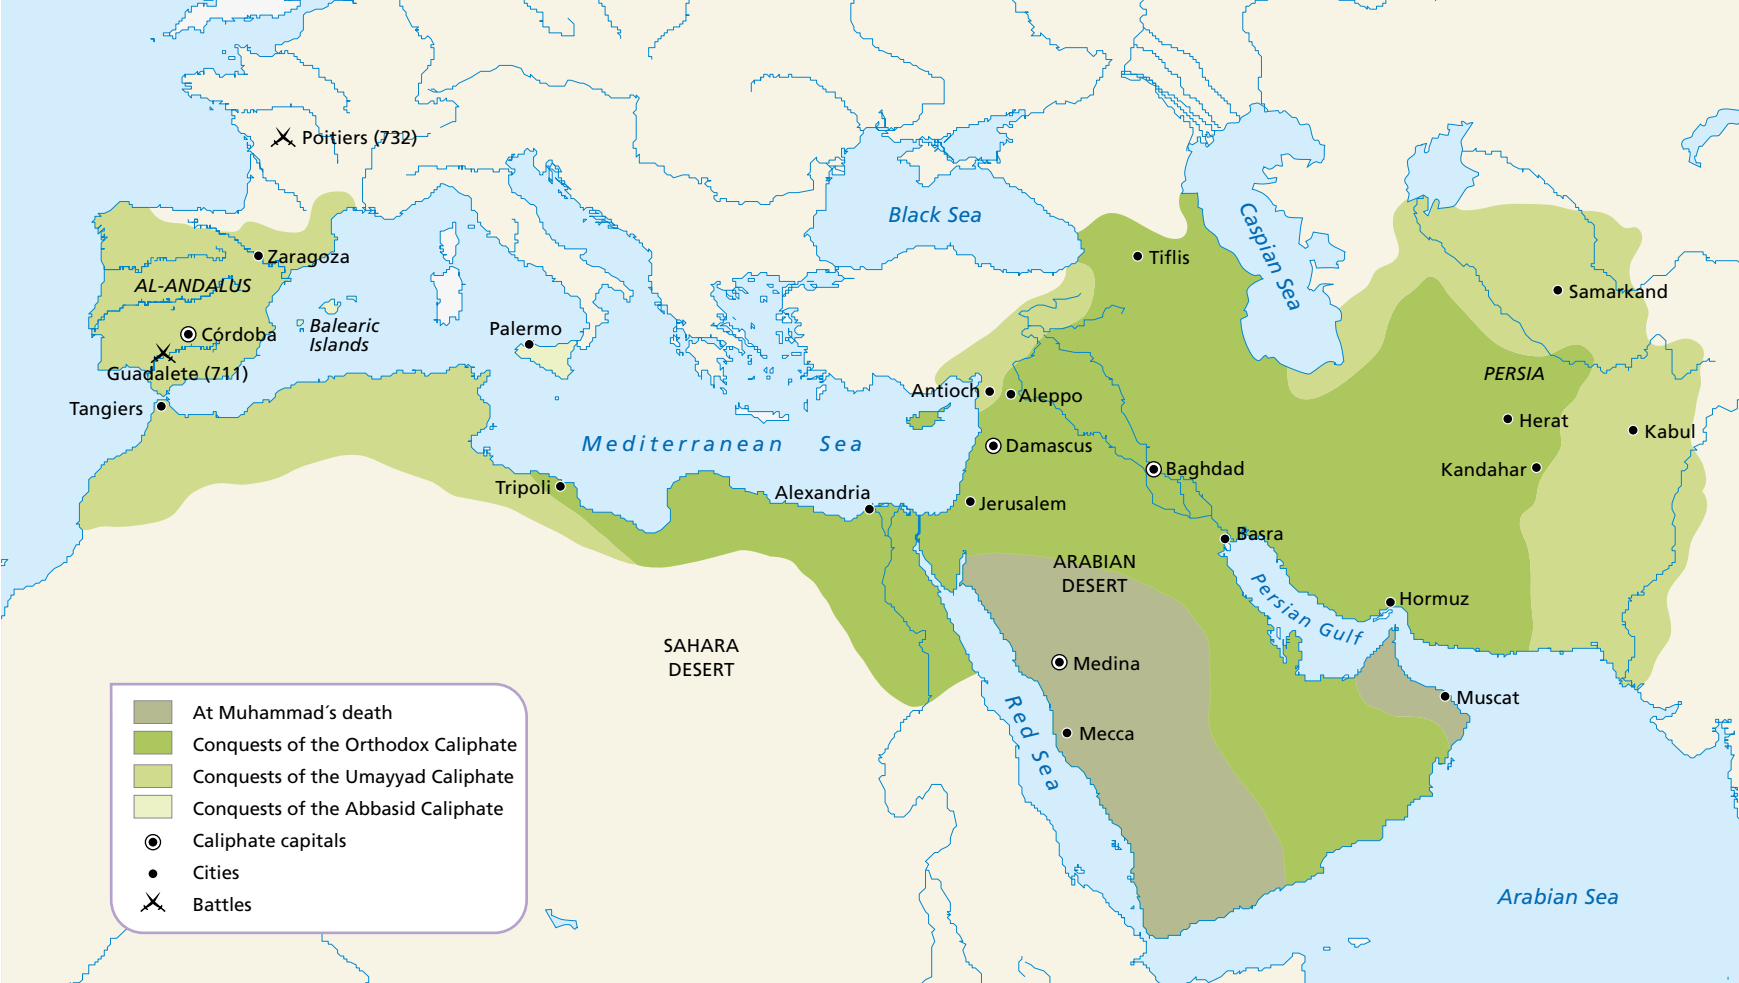 Poitiers (732)
Black Sea
Caspian Sea
Tiflis
Zaragoza
AL-ANDALUS
Samarkand
Córdoba
Balearic
Islands
Palermo
Guadalete (711)
PERSIA
Antioch
Aleppo
Tangiers
Herat
Kabul
Mediterranean Sea
Damascus
Baghdad
Kandahar
Tripoli
Alexandria
Jerusalem
Basra
ARABIAN
DESERT
Persian Gulf
Hormuz
SAHARA
DESERT
Medina
Red Sea
Muscat
Mecca
Arabian Sea
At Muhammad´s death
Conquests of the Orthodox Caliphate
Conquests of the Umayyad Caliphate
Conquests of the Abbasid Caliphate
Caliphate capitals
Cities
Battles